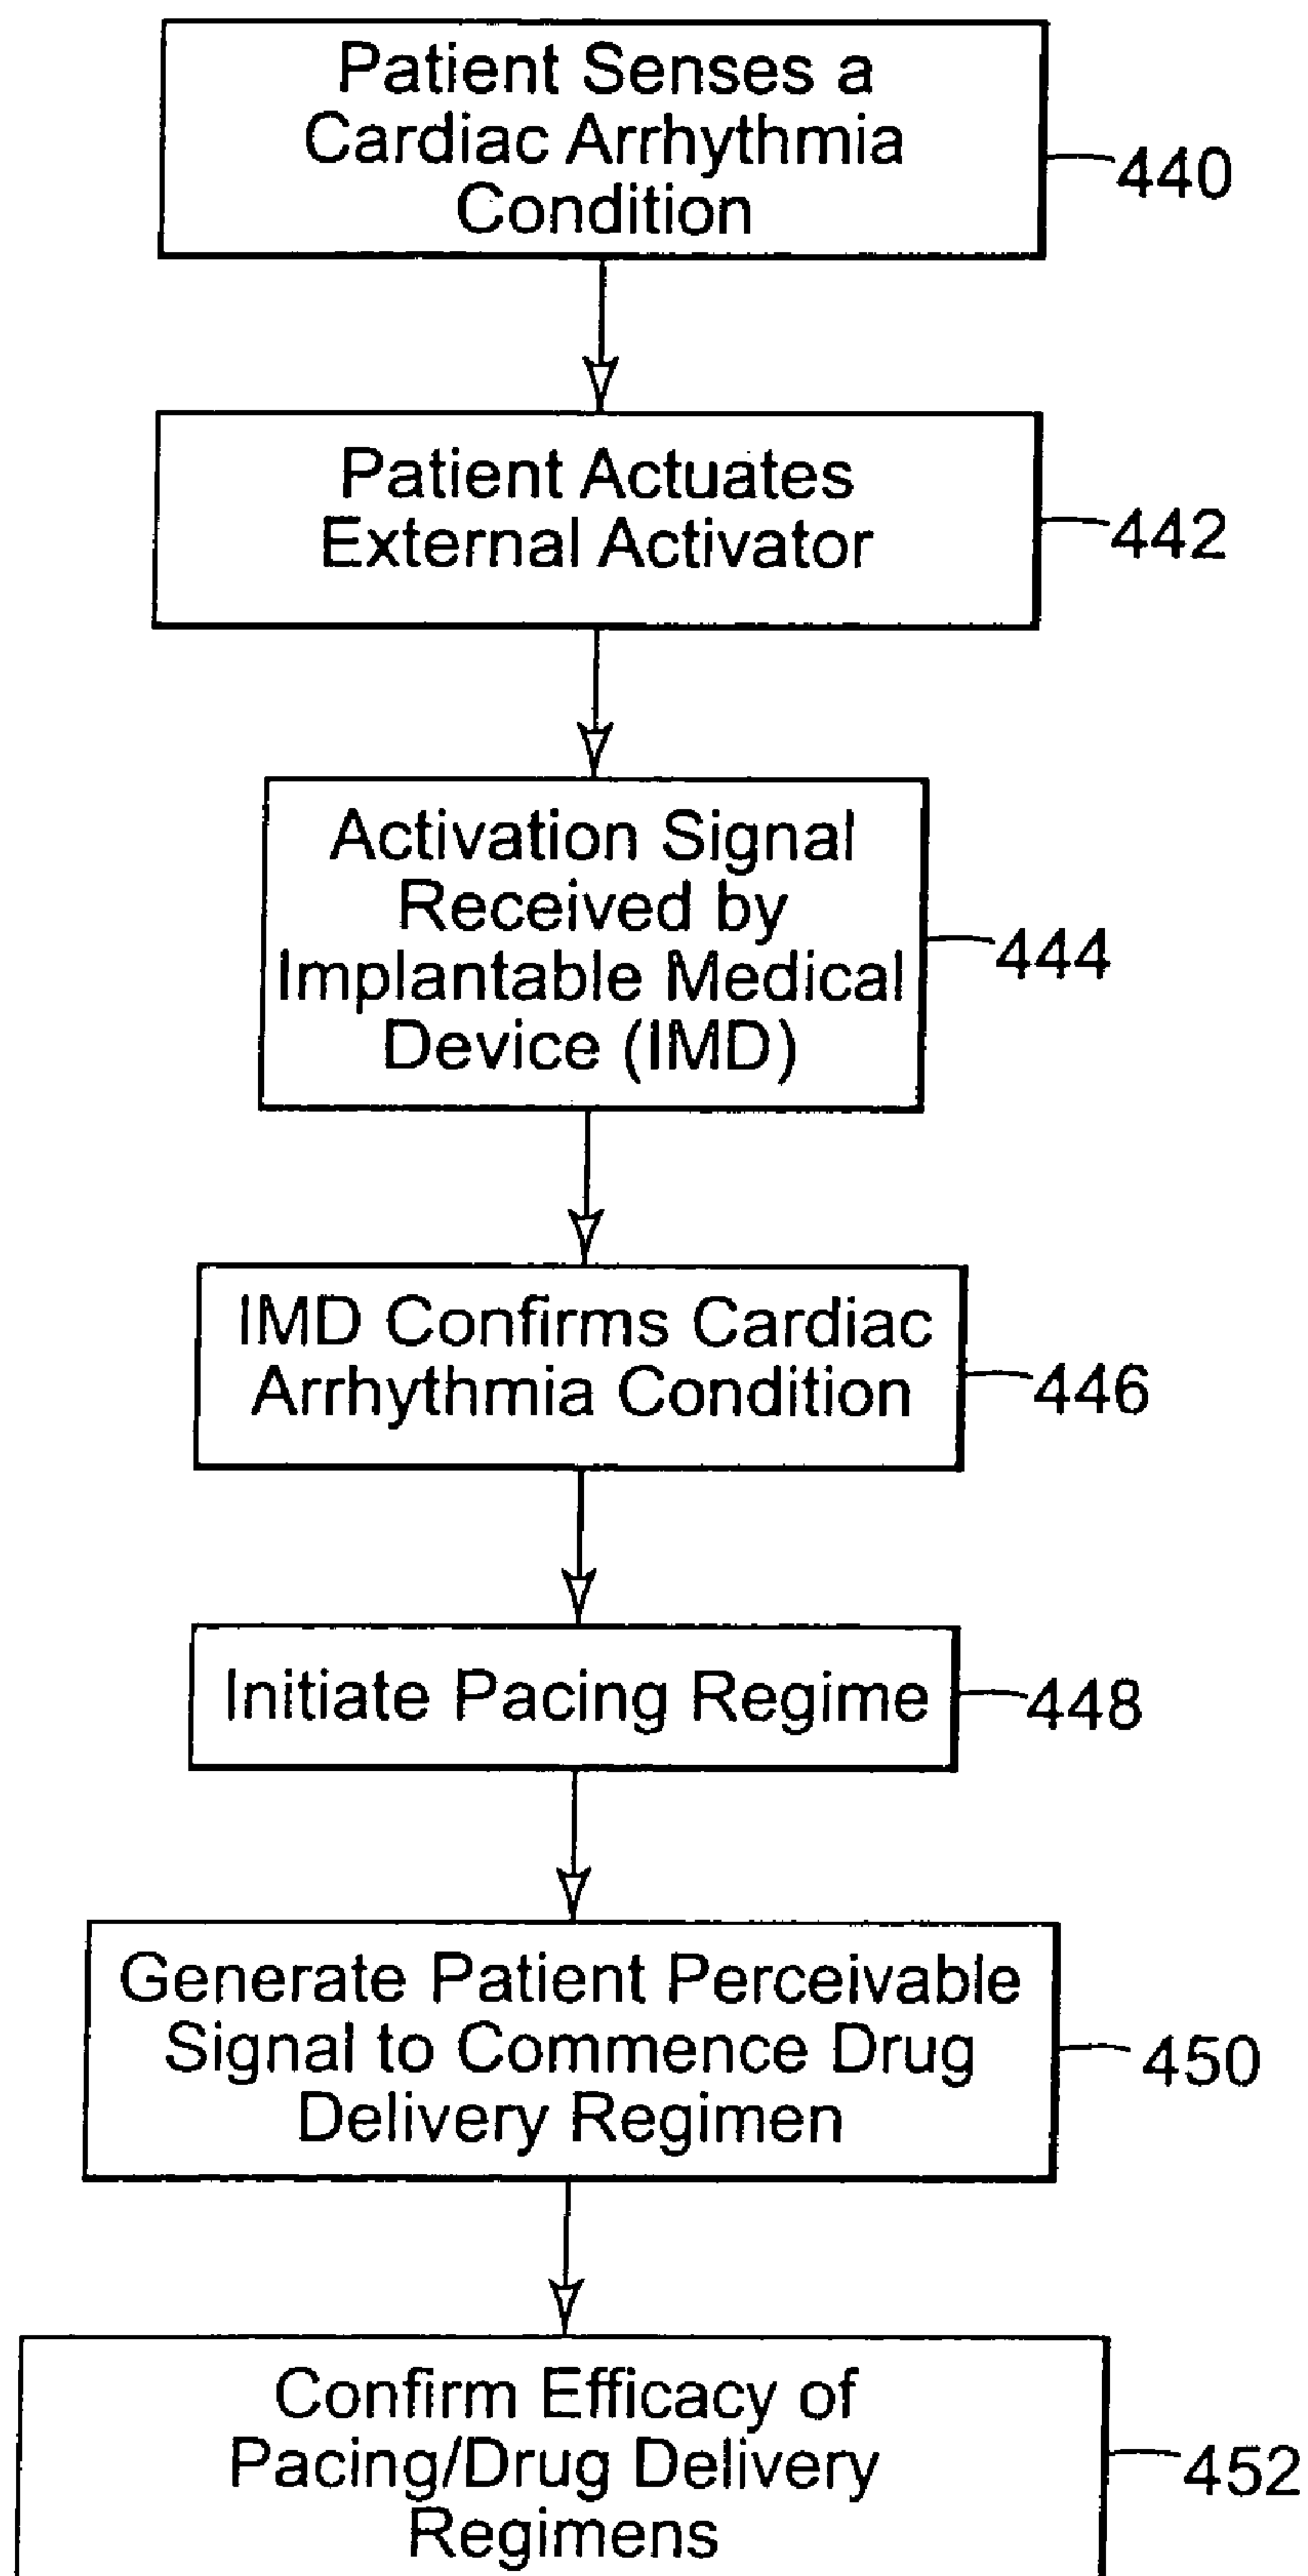 Patient Senses a
Cardiac Arrhythmia
Condition
440
Patient Actuates
External Activator
442
Activation Signal
Received by
Implantable Medical
Device (IMD)
444
IMD Confirms Cardiac
Arrhythmia Condition
446
Initiate Pacing Regime
448
Generate Patient Perceivable
Signal to Commence Drug
Delivery Regimen
450
Confirm Efficacy of
Pacing/Drug Delivery
Regimens
452